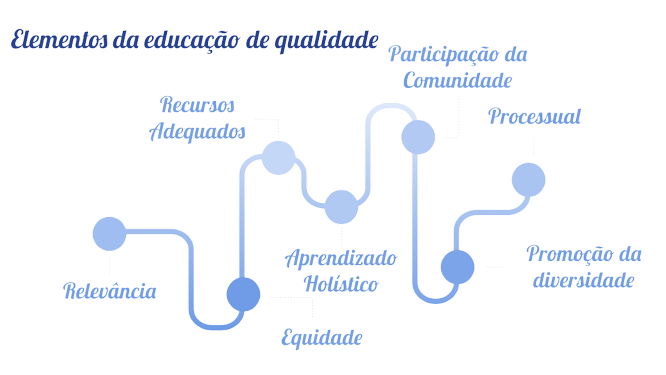 Elementos da educação de qualidade
Participação da
Comunidade
Recursos
Adequados
Processual
Aprendizado
Holístico
Promoção da
diversidade
Relevância
Equidade